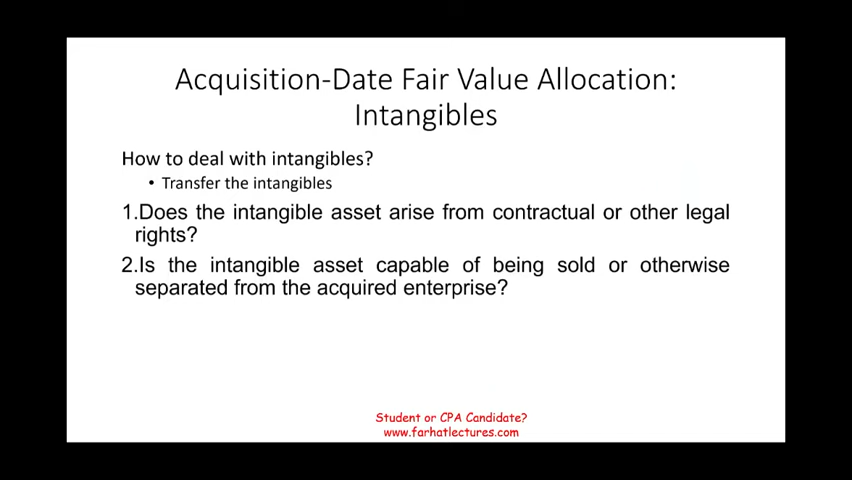 Acquisition-Date Fair Value Allocation:
Intangibles
How to deal with intangibles?
• Transfer the intangibles
1.Does the intangible asset arise from contractual or other legal
rights?
2.Is the intangible asset capable of being sold or otherwise
separated from the acquired enterprise?
Student or CPA Candidate?
www.farhatlectures.com